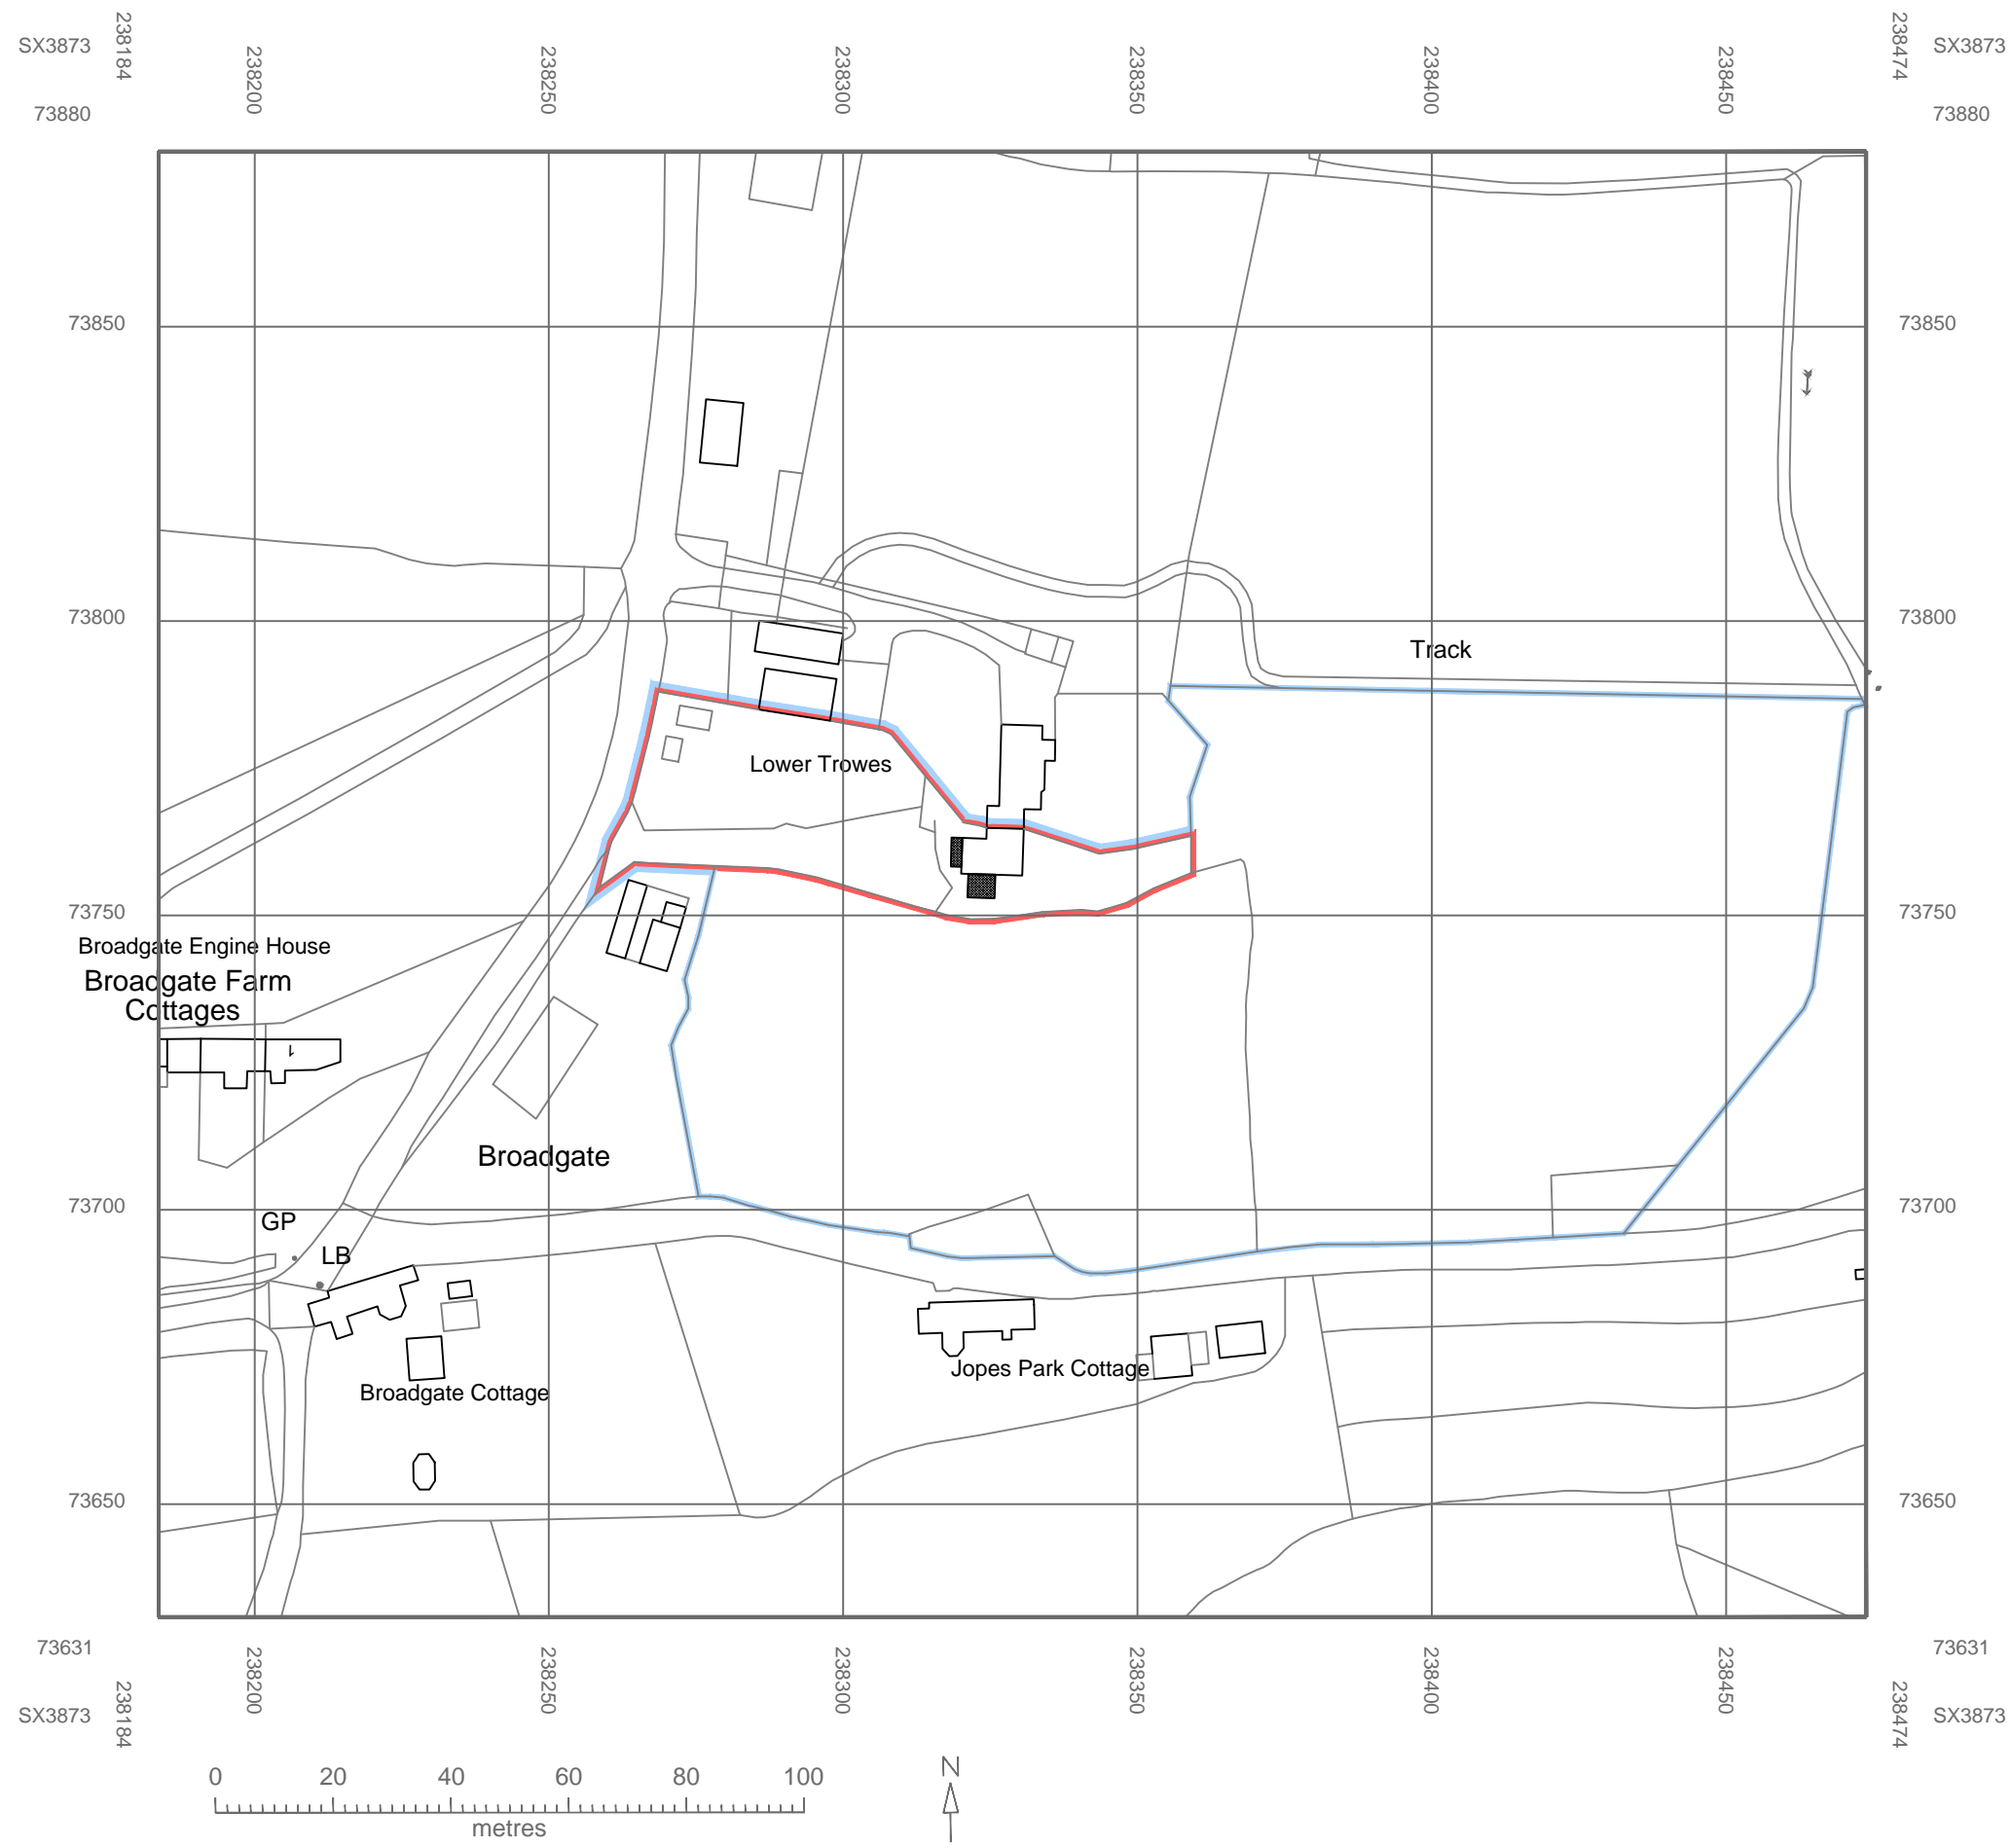 SX3873
238184
238200
238250
238300
238350
238400
238450
238474
SX3873
73880
73880
73850
73850
73800
73800
Track
Lower Trowes
73750
73750
Broadgate Engine House
Broadgate Farm
Cottages
1
Broadgate
73700
73700
GP
LB
Jopes Park Cottage
Broadgate Cottage
73650
73650
73631
73631
238200
238250
238300
238350
238400
238450
SX3873
238184
238474
SX3873
0 20 40 60 80 100
metres
N